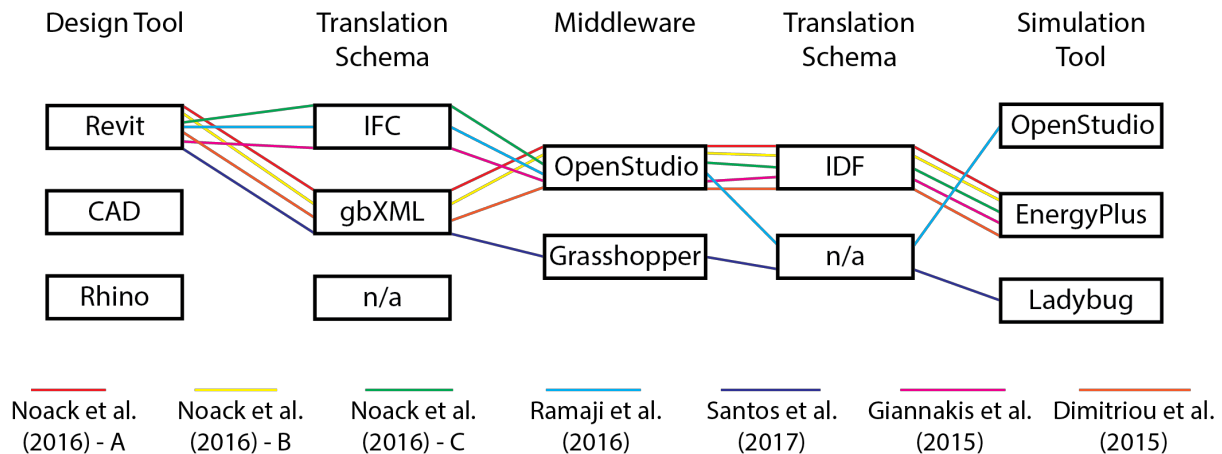 Design Tool
Translation
Schema
Middleware
Translation
Schema
Simulation
Tool
Revit
IFC
OpenStudio
OpenStudio
IDF
CAD
gbXML
EnergyPlus
Grasshopper
n/a
Rhino
n/a
Ladybug
Noack et al.
(2016) - A
Noack et al.
(2016) - B
Noack et al.
(2016) - C
Ramaji et al.
(2016)
Santos et al.
(2017)
Giannakis et al.
(2015)
Dimitriou et al.
(2015)